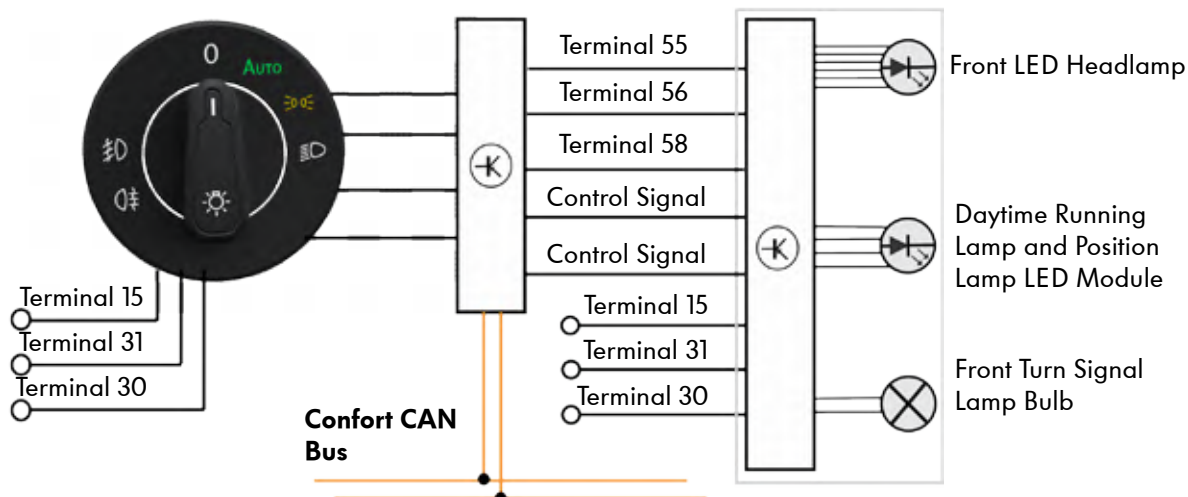 0
AUTO
Terminal 15
Terminal 31
Terminal 30
Terminal 55
Terminal 56
Terminal 58
Control Signal
Control Signal
Terminal 15
Terminal 31
Terminal 30
Confort CAN
Bus
Front LED Headlamp
Daytime Running
Lamp and Position
Lamp LED Module
Front Turn Signal
Lamp Bulb